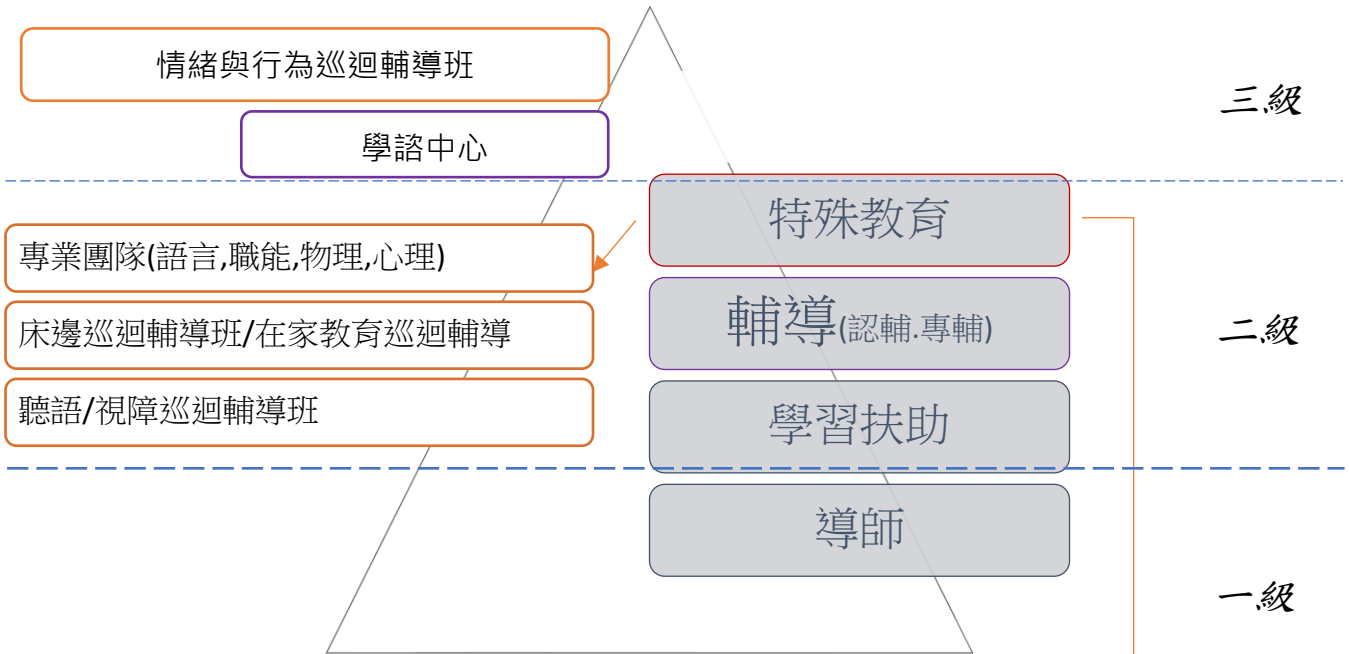 情緒與行為巡迴輔導班
三級
學諮中心
特殊教育
專業團隊(語言,職能,物理,心理)
輔導(認輔.專輔)
二級
床邊巡迴輔導班/在家教育巡迴輔導
聽語/視障巡迴輔導班
學習扶助
導師
一級